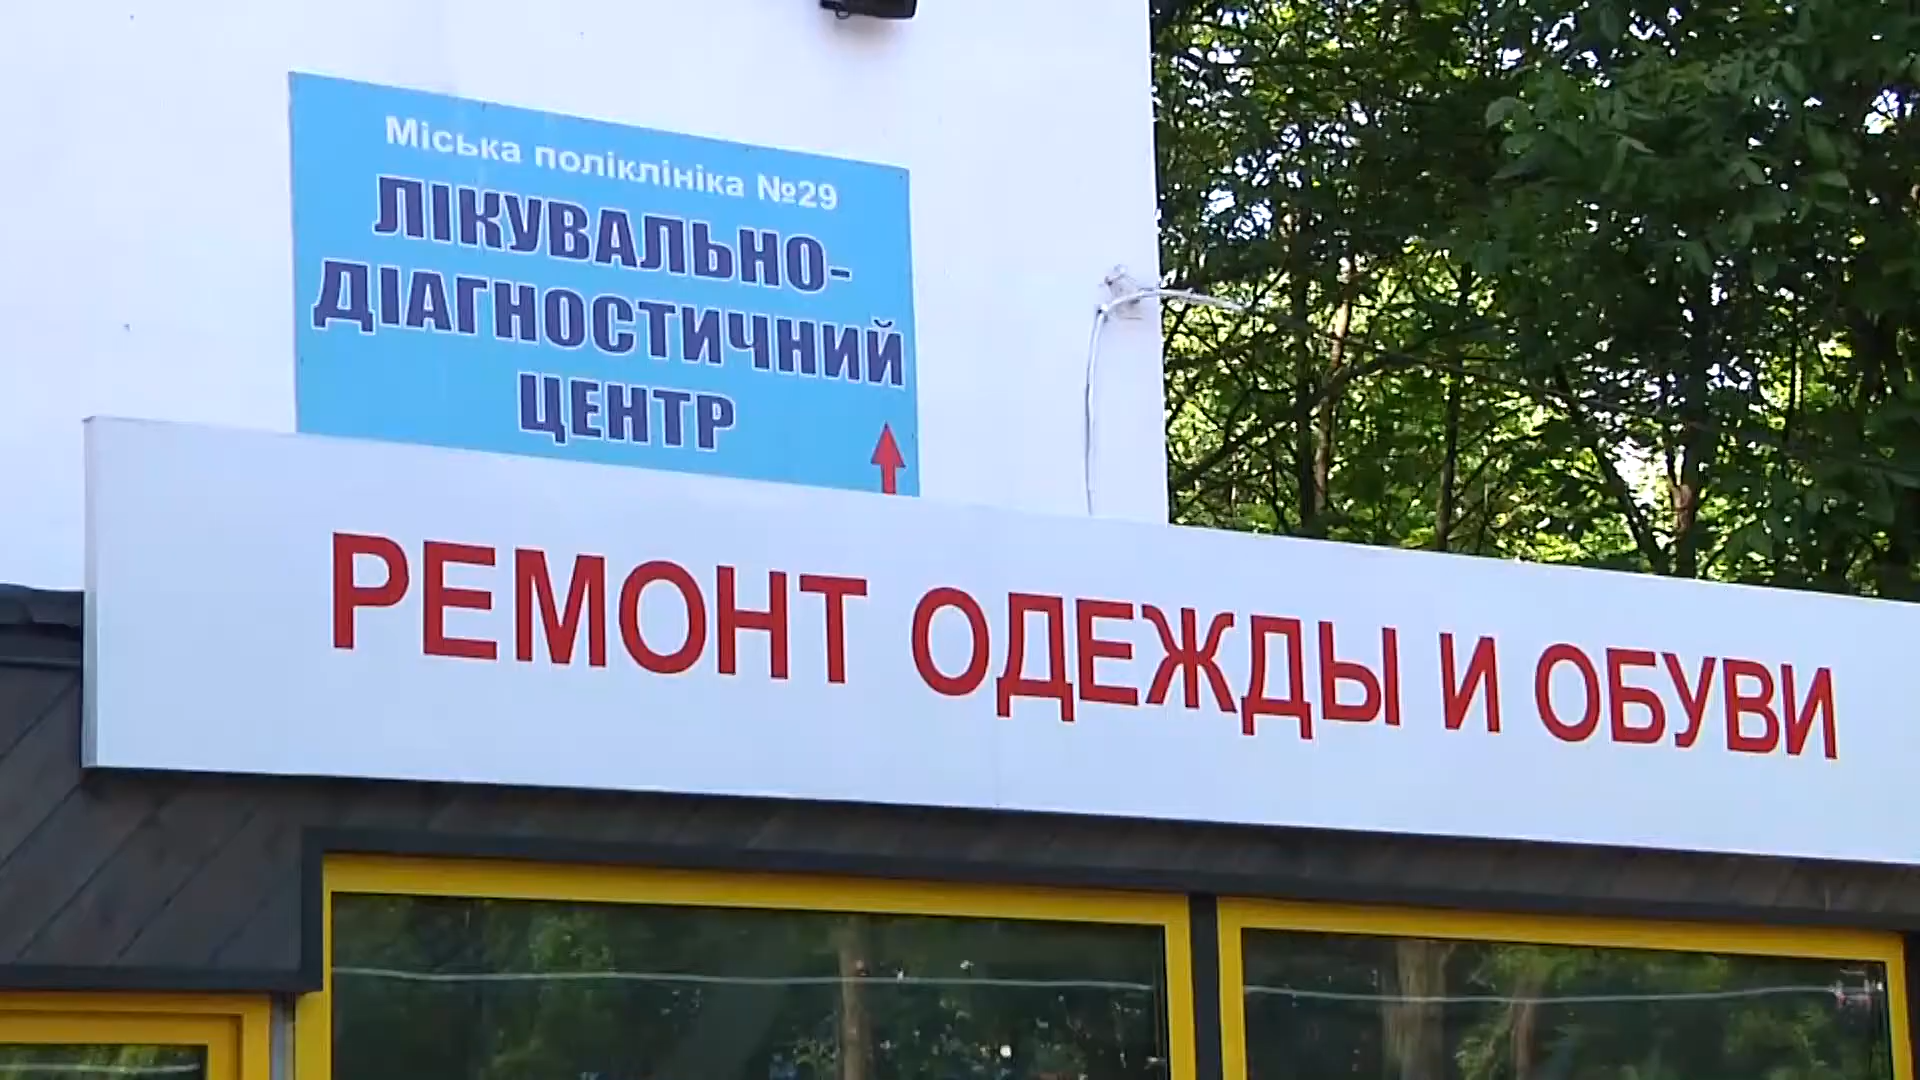 Міська поліклініка №29
ЛІКУВАЛЬНО-
ДІАГНОСТИЧНИЙ
ЦЕНТР
РЕМОНТ ОДЕЖДЫ И ОБУВИ